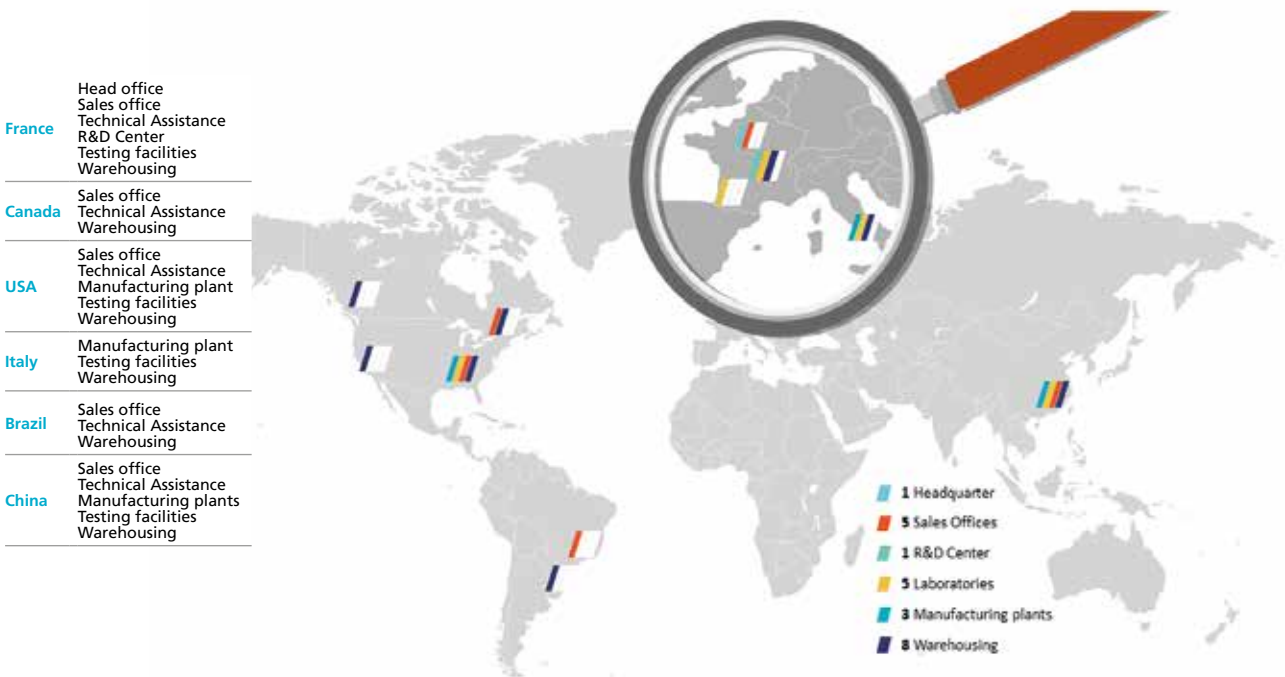 France
Head office
Sales office
Technical Assistance
R&D Center
Testing facilities
Warehousing
Canada
Sales office
Technical Assistance
Warehousing
USA
Sales office
Technical Assistance
Manufacturing plant
Testing facilities
Warehousing
Italy
Manufacturing plant
Testing facilities
Warehousing
Brazil
Sales office
Technical Assistance
Warehousing
China
Sales office
Technical Assistance
Manufacturing plants
Testing facilities
Warehousing
1 Headquarter
5 Sales Offices
1 R&D Center
5 Laboratories
3 Manufacturing plants
8 Warehousing